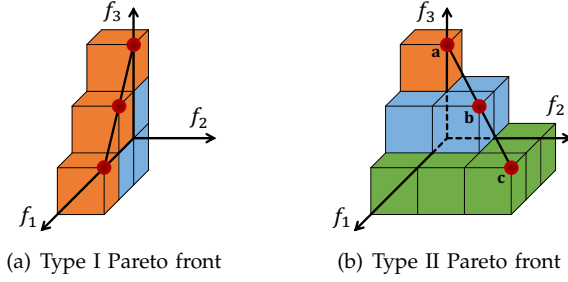 f₃
f₂
f₁
(a) Type I Pareto front
f₃
a
f₂
b
c
f₁
(b) Type II Pareto front